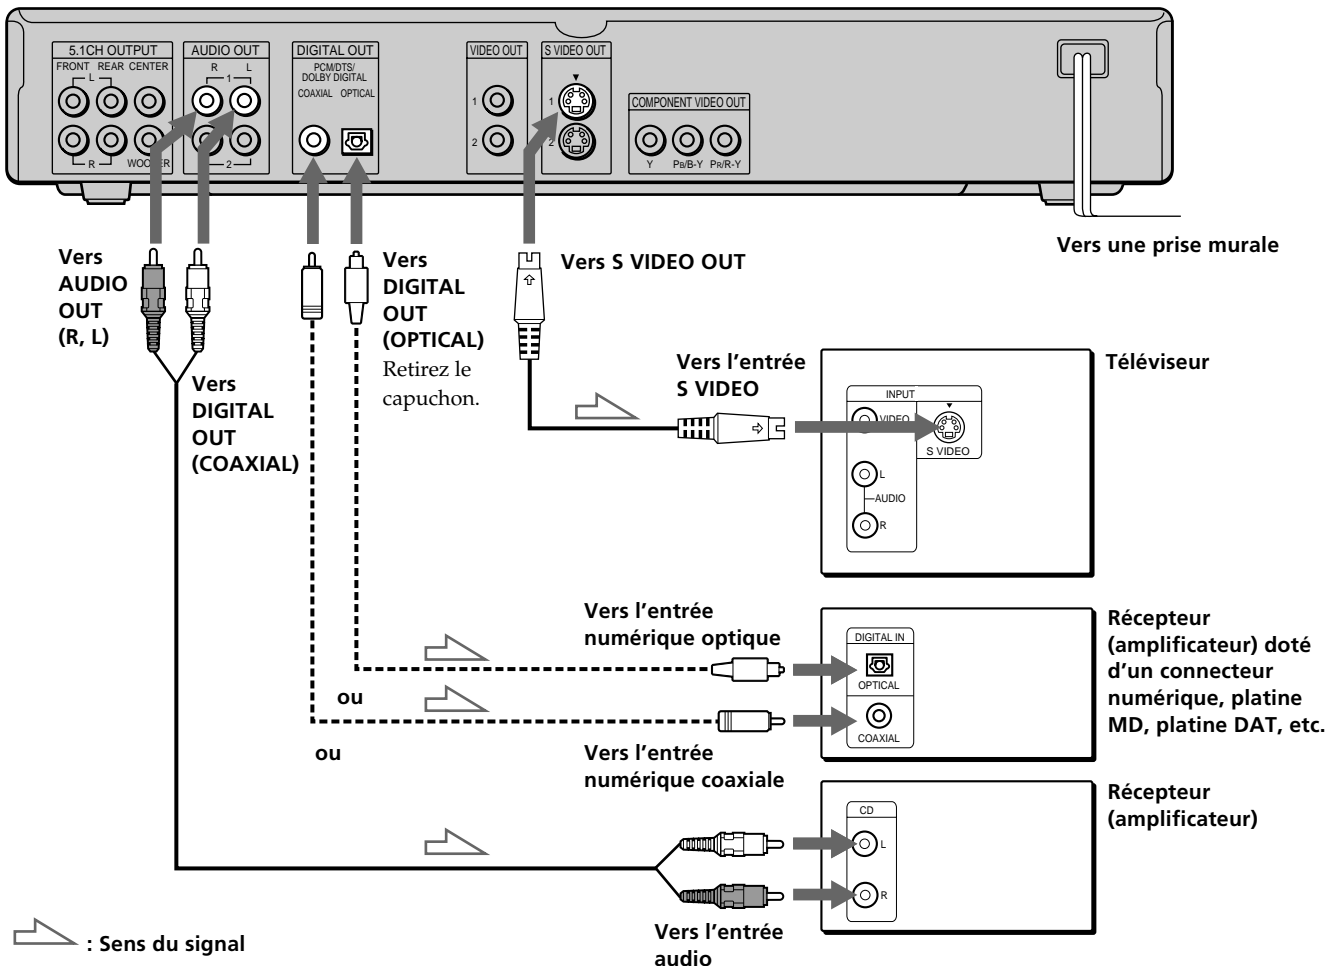 5.1CH OUTPUT
FRONT REAR CENTER
L
R
WOOFER
AUDIO OUT
R L
1
2
DIGITAL OUT
PCM/DTS/
DOLBY DIGITAL
COAXIAL OPTICAL
VIDEO OUT
1
2
S VIDEO OUT
1
2
COMPONENT VIDEO OUT
Y PB/B-Y PR/R-Y
Vers une prise murale
Vers
AUDIO
OUT
(R, L)
Vers
DIGITAL
OUT
(COAXIAL)
Vers
DIGITAL
OUT
(OPTICAL)
Retirez le
capuchon.
Vers S VIDEO OUT
Vers l'entrée
S VIDEO
Téléviseur
INPUT
VIDEO
S VIDEO
L
AUDIO
R
Vers l'entrée
numérique optique
ou
ou
Vers l'entrée
numérique coaxiale
DIGITAL IN
OPTICAL
COAXIAL
Récepteur
(amplificateur) doté
d'un connecteur
numérique, platine
MD, platine DAT, etc.
CD
L
R
Récepteur
(amplificateur)
Vers l'entrée
audio
: Sens du signal